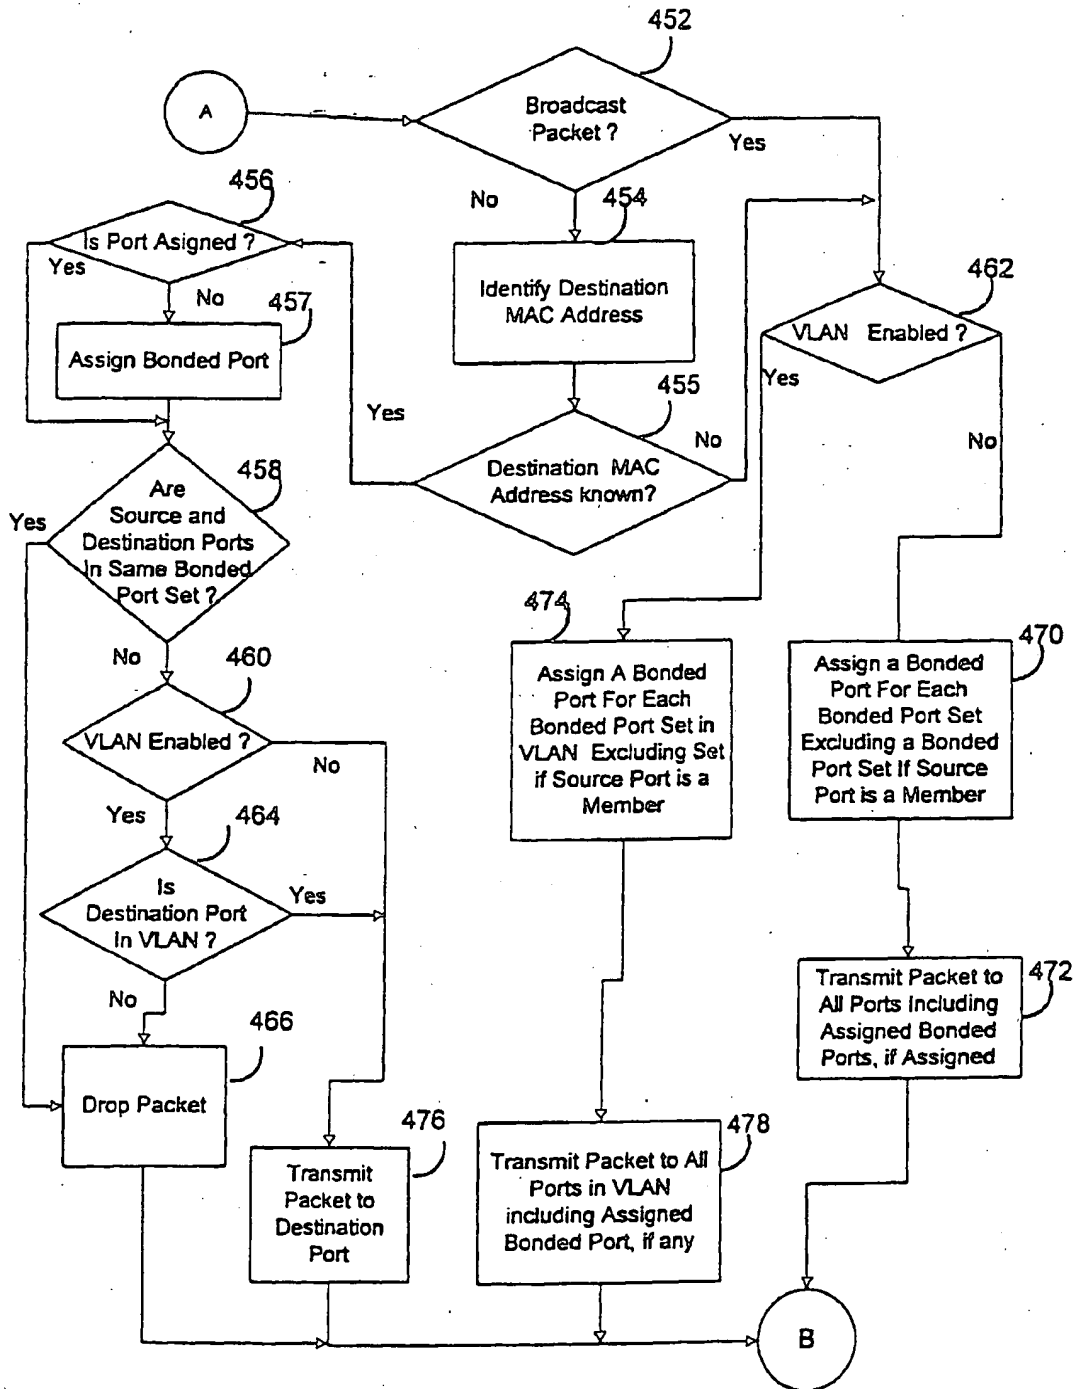 452
A
Broadcast
Packet ?
Yes
No
456
454
Is Port Asigned ?
Yes
No
457
Identify Destination
MAC Address
462
VLAN Enabled ?
Yes
No
Assign Bonded Port
455
Yes
No
Destination MAC
Address known?
458
Yes
Are
Source and
Destination Ports
In Same Bonded
Port Set ?
No
460
VLAN Enabled ?
No
Yes
464
Is
Destination Port
In VLAN ?
Yes
No
466
Drop Packet
474
Assign A Bonded
Port For Each
Bonded Port Set in
VLAN Excluding Set
if Source Port is a
Member
470
Assign a Bonded
Port For Each
Bonded Port Set
Excluding a Bonded
Port Set If Source
Port is a Member
472
Transmit Packet to
All Ports Including
Assigned Bonded
Ports, if Assigned
476
Transmit
Packet to
Destination
Port
478
Transmit Packet to All
Ports in VLAN
including Assigned
Bonded Port, if any
B